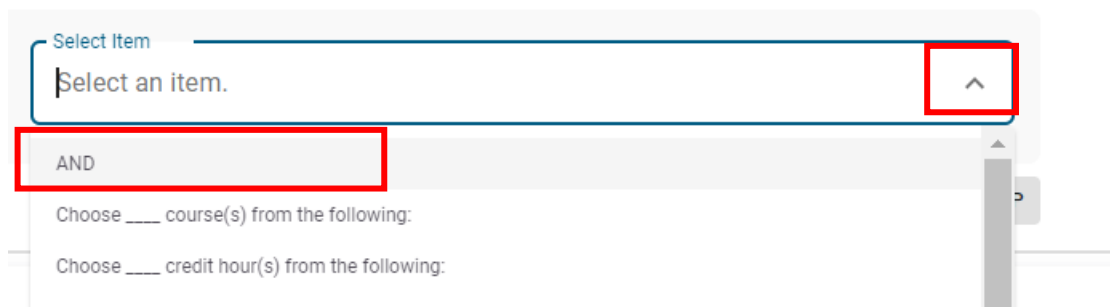 Select Item
Select an item.
AND
Choose ____ course(s) from the following:
Choose ____ credit hour(s) from the following: